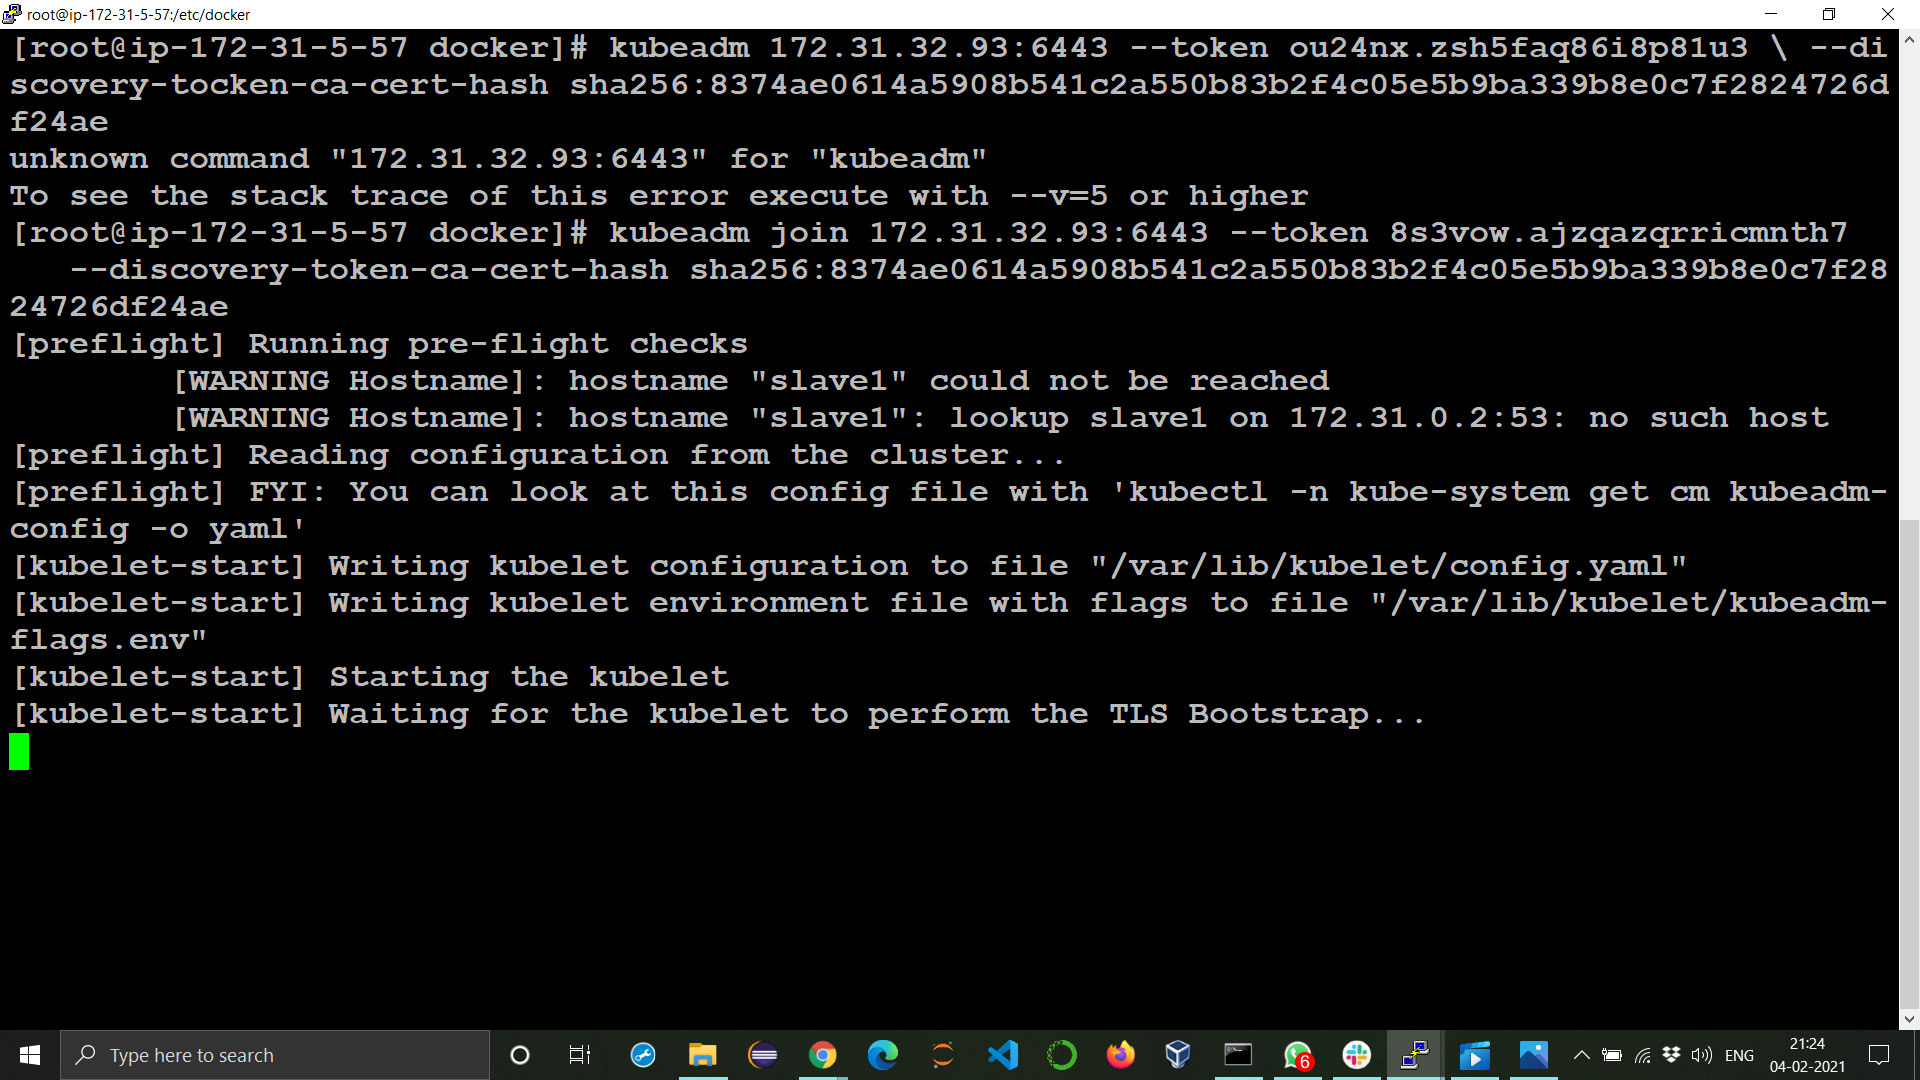 root@ip-172-31-5-57:/etc/docker
[root@ip-172-31-5-57 docker]# kubeadm 172.31.32.93:6443 --token ou24nx.zsh5faq86i8p81u3 \ --di
scovery-tocken-ca-cert-hash sha256:8374ae0614a5908b541c2a550b83b2f4c05e5b9ba339b8e0c7f2824726d
f24ae
unknown command "172.31.32.93:6443" for "kubeadm"
To see the stack trace of this error execute with --v=5 or higher
[root@ip-172-31-5-57 docker]# kubeadm join 172.31.32.93:6443 --token 8s3vow.ajzqazqrricmnth7
   --discovery-token-ca-cert-hash sha256:8374ae0614a5908b541c2a550b83b2f4c05e5b9ba339b8e0c7f28
24726df24ae
[preflight] Running pre-flight checks
        [WARNING Hostname]: hostname "slave1" could not be reached
        [WARNING Hostname]: hostname "slave1": lookup slave1 on 172.31.0.2:53: no such host
[preflight] Reading configuration from the cluster...
[preflight] FYI: You can look at this config file with 'kubectl -n kube-system get cm kubeadm-
config -o yaml'
[kubelet-start] Writing kubelet configuration to file "/var/lib/kubelet/config.yaml"
[kubelet-start] Writing kubelet environment file with flags to file "/var/lib/kubelet/kubeadm-
flags.env"
[kubelet-start] Starting the kubelet
[kubelet-start] Waiting for the kubelet to perform the TLS Bootstrap...
Type here to search
6
ENG
21:24
04-02-2021